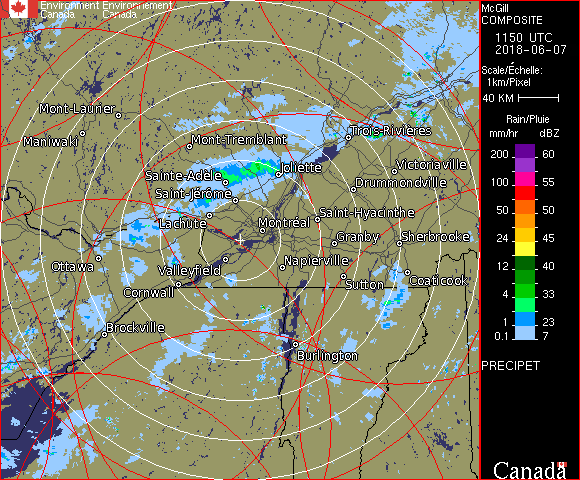 Environment Environnement
Canada Canada
McGill
COMPOSITE
1150 UTC
2018-06-07
Scale/Échelle:
1km/Pixel
40 KM
Rain/Pluie
mm/hr dBZ
200 60
100 55
50 50
24 45
12 40
4 33
1 23
0.1 7
PRECIPET
Canada
Mont-Laurier
Maniwaki
Mont-Tremblant
Trois-Rivières
Sainte-Adèle
Joliette
Victoriaville
Saint-Jérôme
Drummondville
Lachute
Montréal
Saint-Hyacinthe
Granby
Sherbrooke
Ottawa
Valleyfield
Napierville
Cornwall
Sutton
Coaticook
Brockville
Burlington